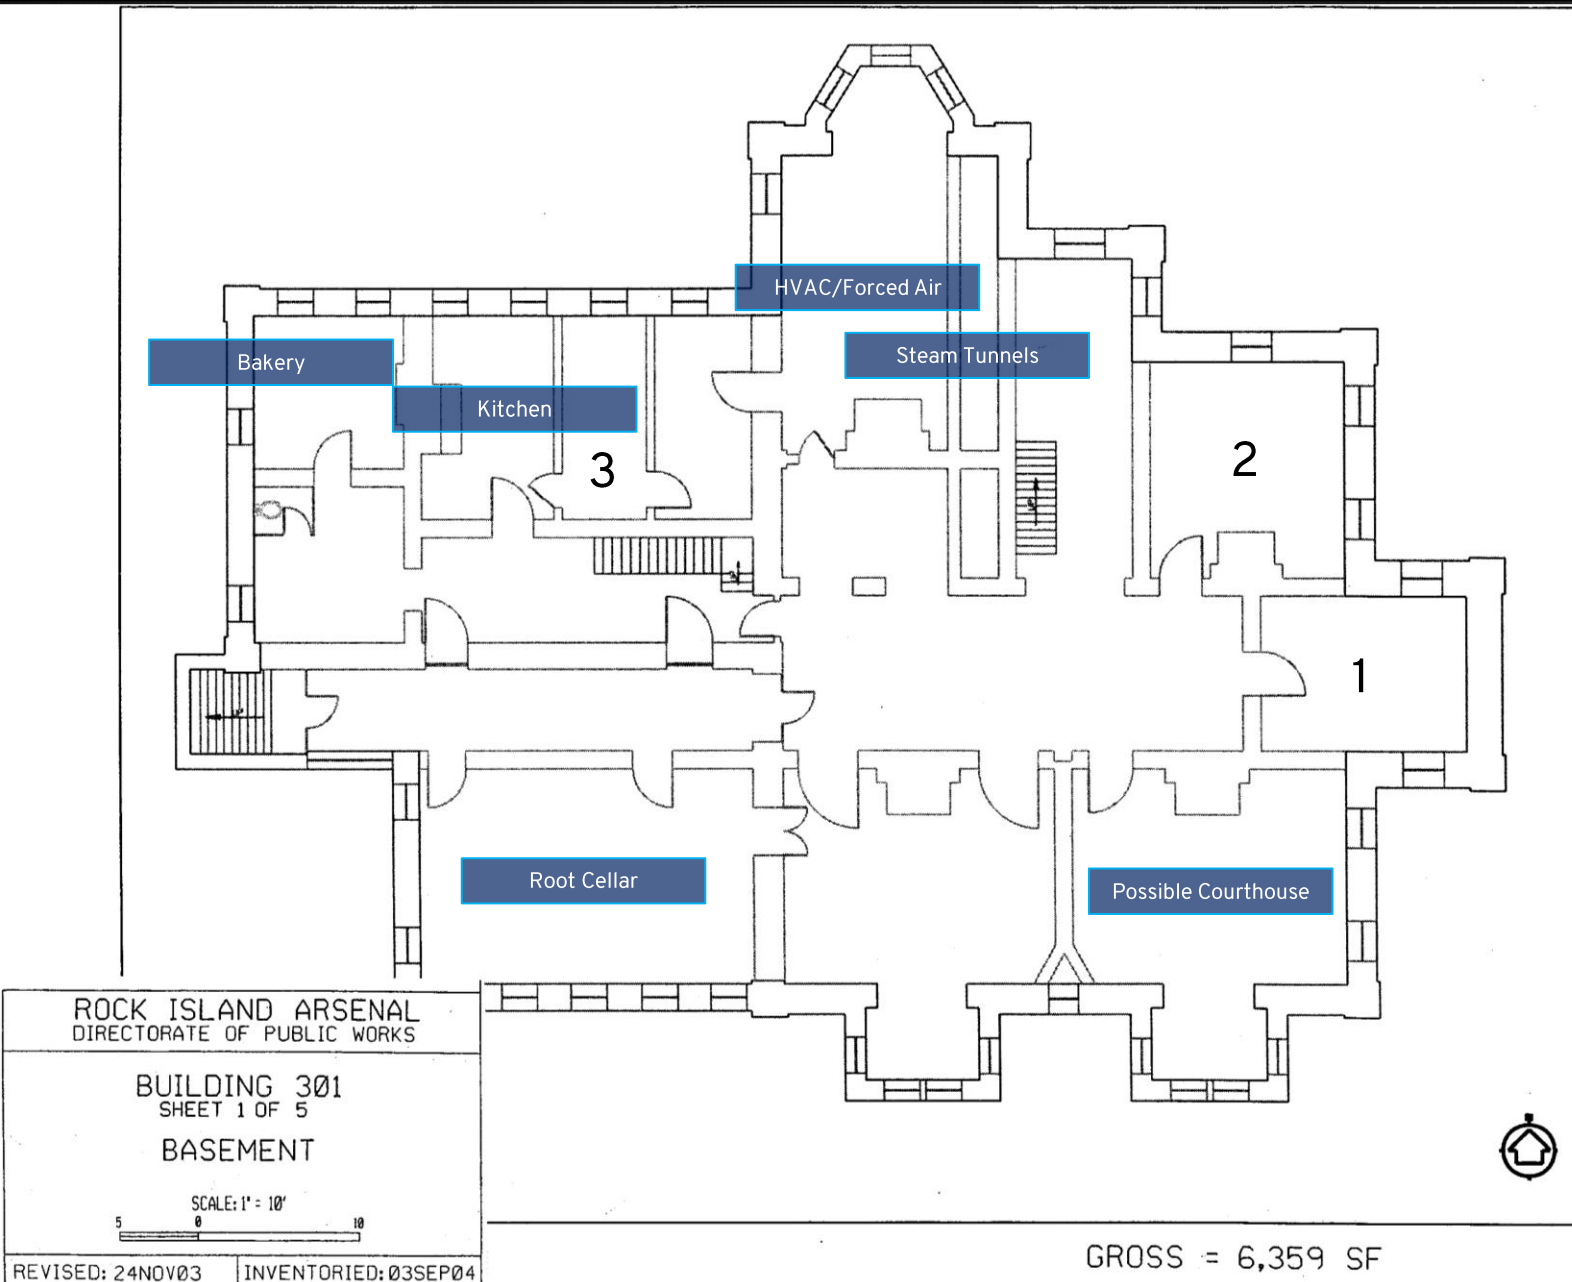 HVAC/Forced Air
Bakery
Steam Tunnels
Kitchen
3
2
1
Root Cellar
Possible Courthouse
ROCK ISLAND ARSENAL
DIRECTORATE OF PUBLIC WORKS
BUILDING 301
SHEET 1 OF 5
BASEMENT
SCALE: 1" = 10'
5 0 10
REVISED: 24NOV03 INVENTORIED: 03SEP04
GROSS = 6,359 SF